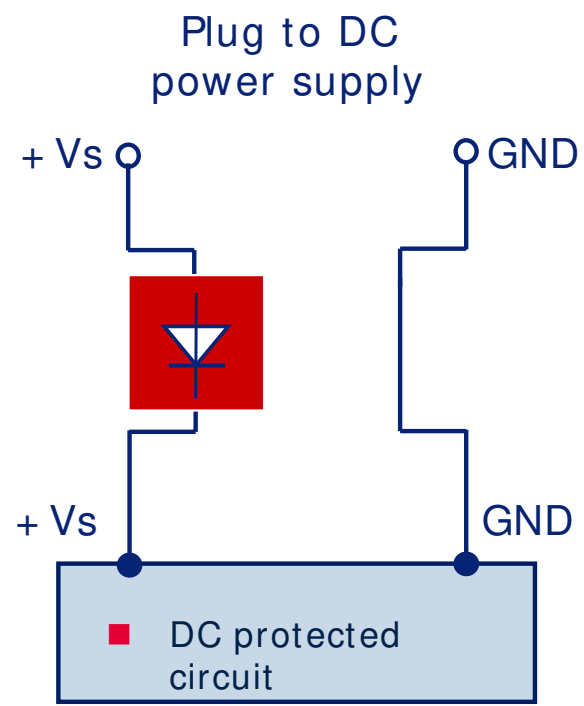 Plug to DC
power supply
+ Vs
GND
+ Vs
GND
DC protected
circuit